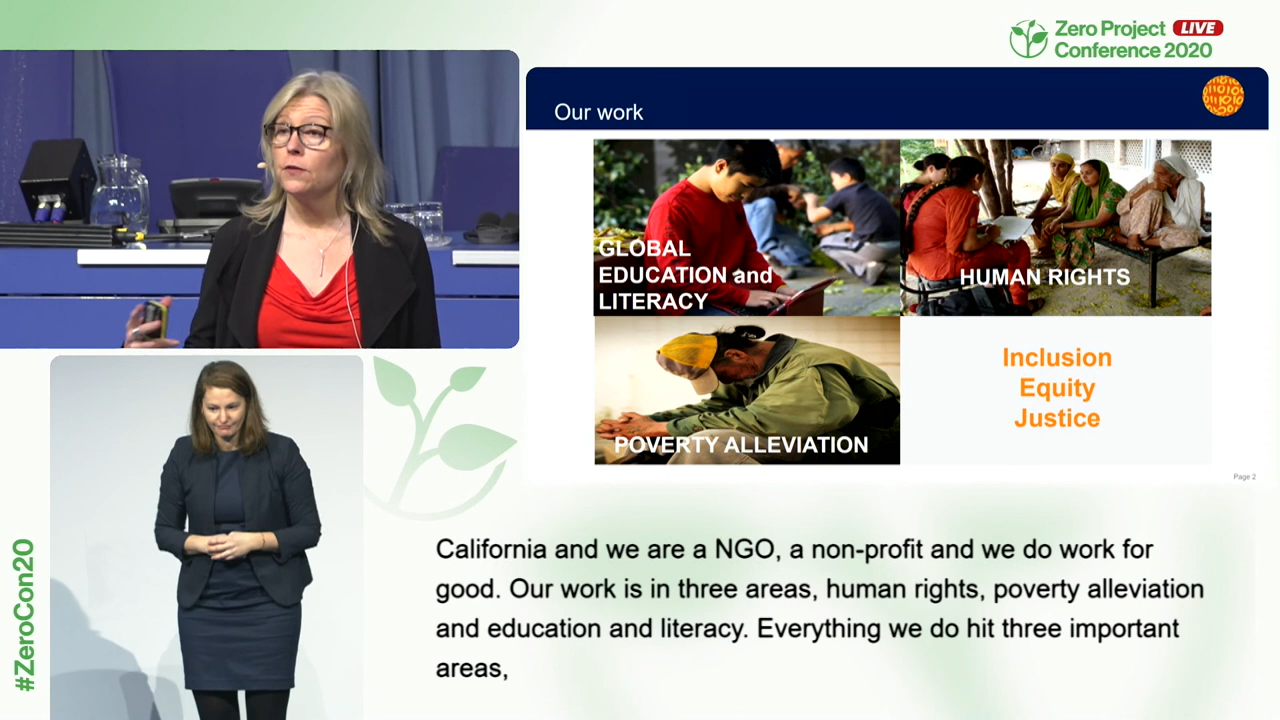 Zero Project LIVE
Conference 2020
Our work
GLOBAL
EDUCATION and
LITERACY
HUMAN RIGHTS
POVERTY ALLEVIATION
Inclusion
Equity
Justice
Page 2
#ZeroCon20
California and we are a NGO, a non-profit and we do work for
good. Our work is in three areas, human rights, poverty alleviation
and education and literacy. Everything we do hit three important
areas,